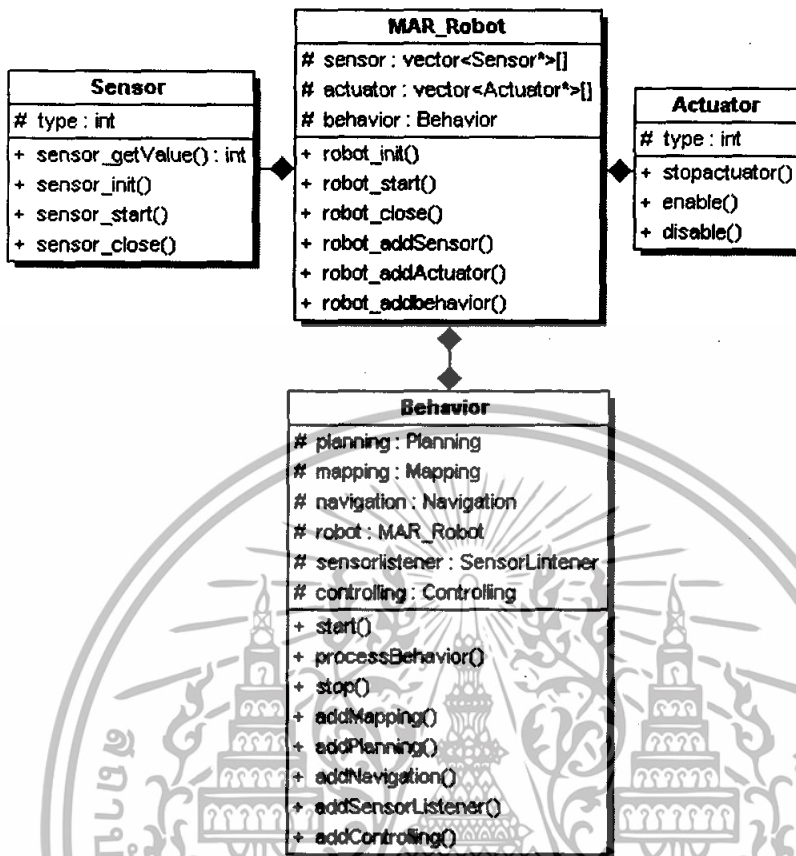 MAR_Robot
# sensor : vector<Sensor*>[]
# actuator : vector<Actuator*>[]
# behavior : Behavior
+ robot_init()
+ robot_start()
+ robot_close()
+ robot_addSensor()
+ robot_addActuator()
+ robot_addbehavior()
Sensor
# type : int
+ sensor_getValue() : int
+ sensor_init()
+ sensor_start()
+ sensor_close()
Actuator
# type : int
+ stopactuator()
+ enable()
+ disable()
Behavior
# planning : Planning
# mapping : Mapping
# navigation : Navigation
# robot : MAR_Robot
# sensorlistener : SensorLintener
# controlling : Controlling
+ start()
+ processBehavior()
+ stop()
+ addMapping()
+ addPlanning()
+ addNavigation()
+ addSensorListener()
+ addControlling()